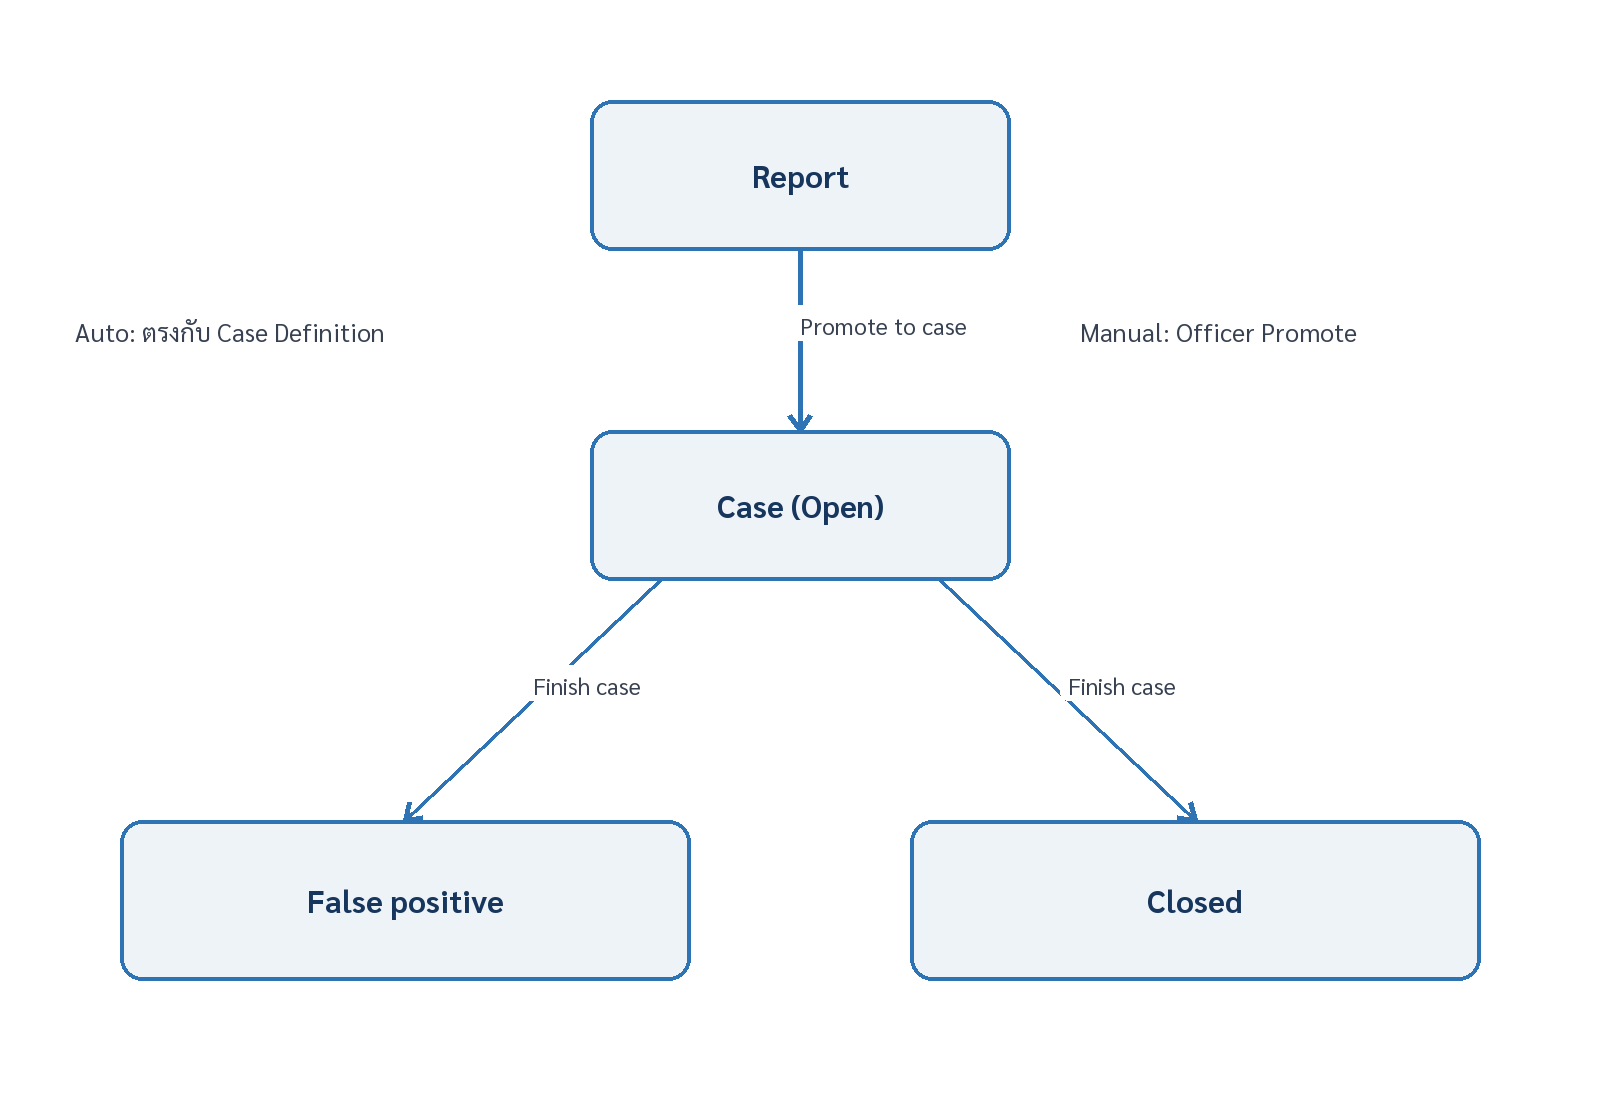 Report
Promote to case
Auto: ตรงกับ Case Definition
Manual: Officer Promote
Case (Open)
Finish case
Finish case
False positive
Closed